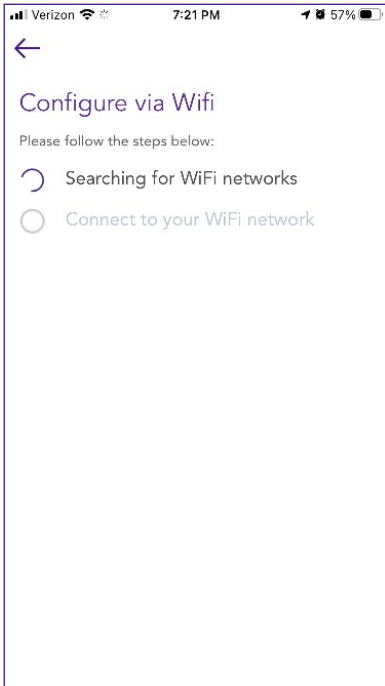 Verizon 7:21 PM 57%
Configure via Wifi
Please follow the steps below:
Searching for WiFi networks
Connect to your WiFi network